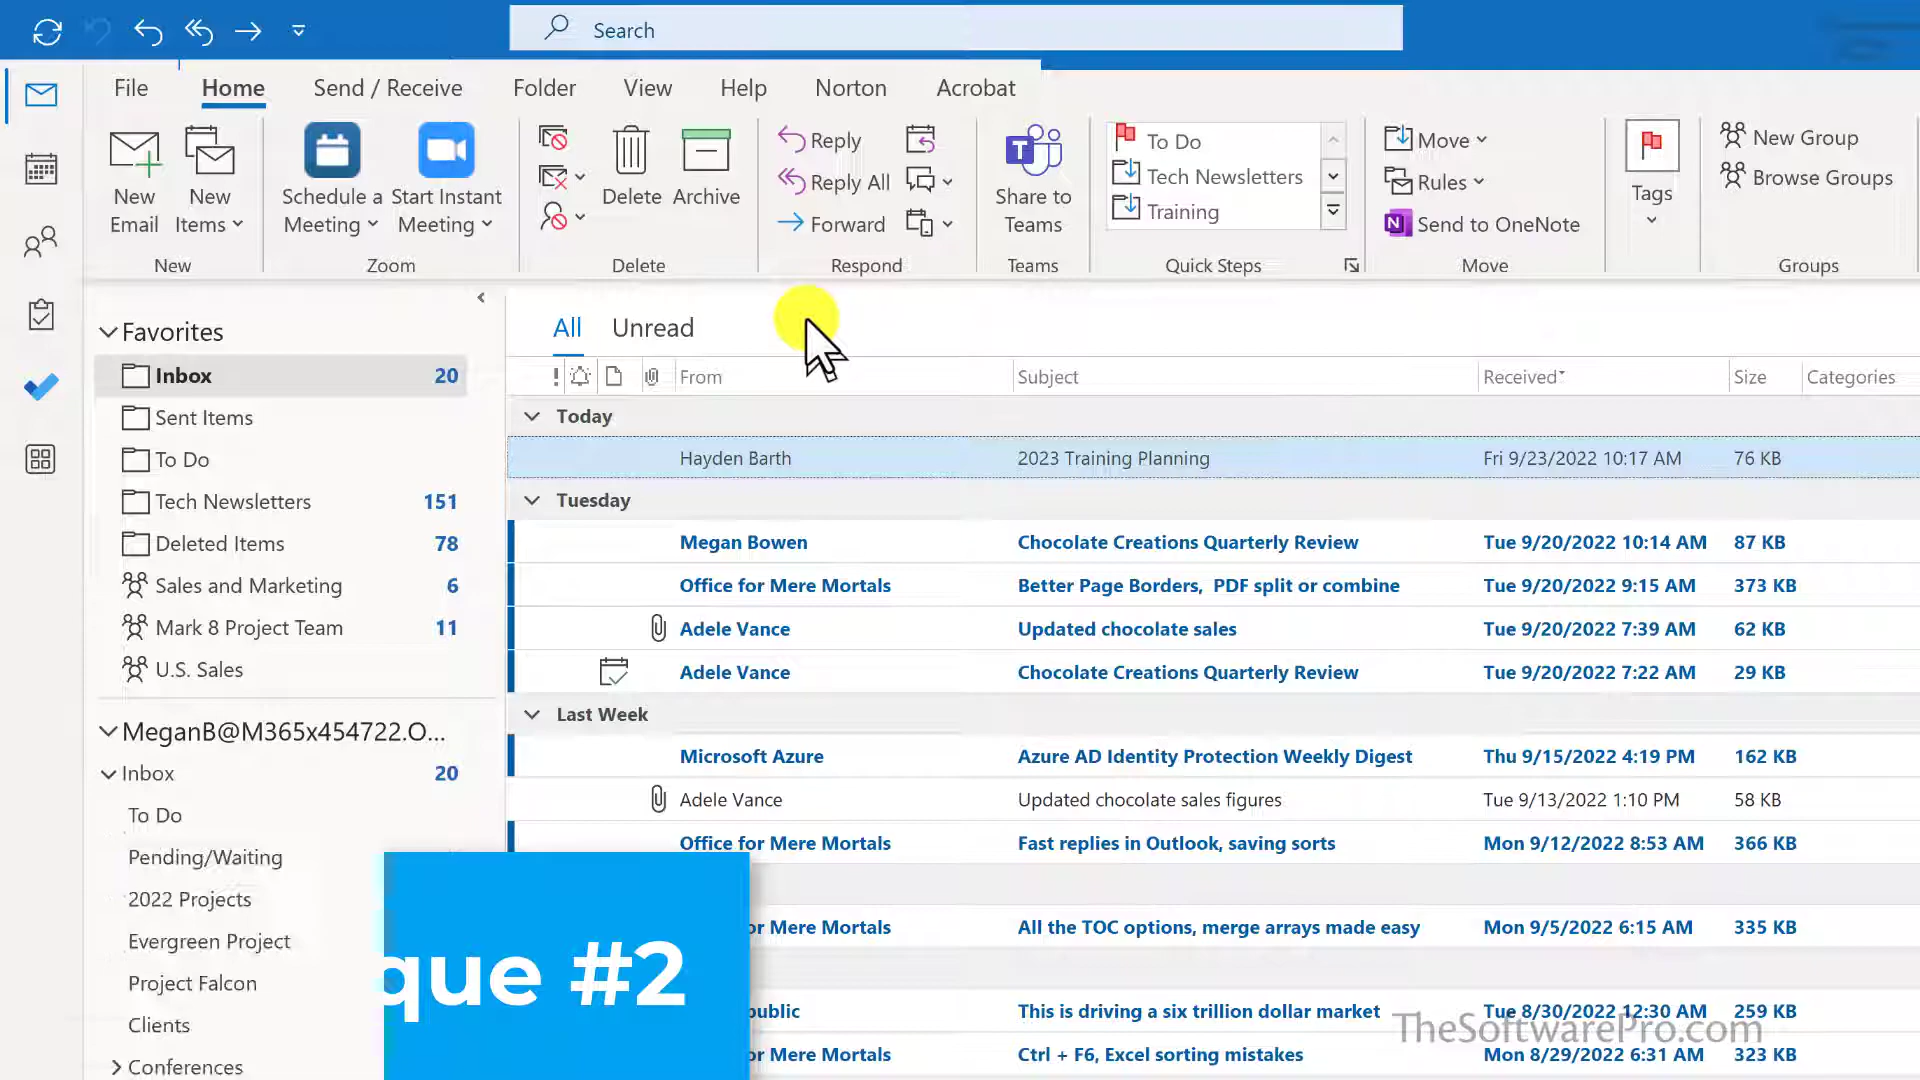 Search
File Home Send / Receive Folder View Help Norton Acrobat
New Email
New Items
New
Schedule a Meeting
Start Instant Meeting
Zoom
Delete
Archive
Delete
Reply
Reply All
Forward
Respond
Share to Teams
Teams
To Do
Tech Newsletters
Training
Quick Steps
Move
Rules
Send to OneNote
Move
Tags
New Group
Browse Groups
Groups
Favorites
Inbox 20
Sent Items
To Do
Tech Newsletters 151
Deleted Items 78
Sales and Marketing 6
Mark 8 Project Team 11
U.S. Sales
MeganB@M365x454722.O...
Inbox 20
To Do
Pending/Waiting
2022 Projects
Evergreen Project
Project Falcon
Clients
Conferences
All Unread
! From Subject Received Size Categories
Today
Hayden Barth 2023 Training Planning Fri 9/23/2022 10:17 AM 76 KB
Tuesday
Megan Bowen Chocolate Creations Quarterly Review Tue 9/20/2022 10:14 AM 87 KB
Office for Mere Mortals Better Page Borders, PDF split or combine Tue 9/20/2022 9:15 AM 373 KB
Adele Vance Updated chocolate sales Tue 9/20/2022 7:39 AM 62 KB
Adele Vance Chocolate Creations Quarterly Review Tue 9/20/2022 7:22 AM 29 KB
Last Week
Microsoft Azure Azure AD Identity Protection Weekly Digest Thu 9/15/2022 4:19 PM 162 KB
Adele Vance Updated chocolate sales figures Tue 9/13/2022 1:10 PM 58 KB
Office for Mere Mortals Fast replies in Outlook, saving sorts Mon 9/12/2022 8:53 AM 366 KB
or Mere Mortals All the TOC options, merge arrays made easy Mon 9/5/2022 6:15 AM 335 KB
public This is driving a six trillion dollar market Tue 8/30/2022 12:30 AM 259 KB
or Mere Mortals Ctrl + F6, Excel sorting mistakes Mon 8/29/2022 6:31 AM 323 KB
que #2
TheSoftwarePro.com